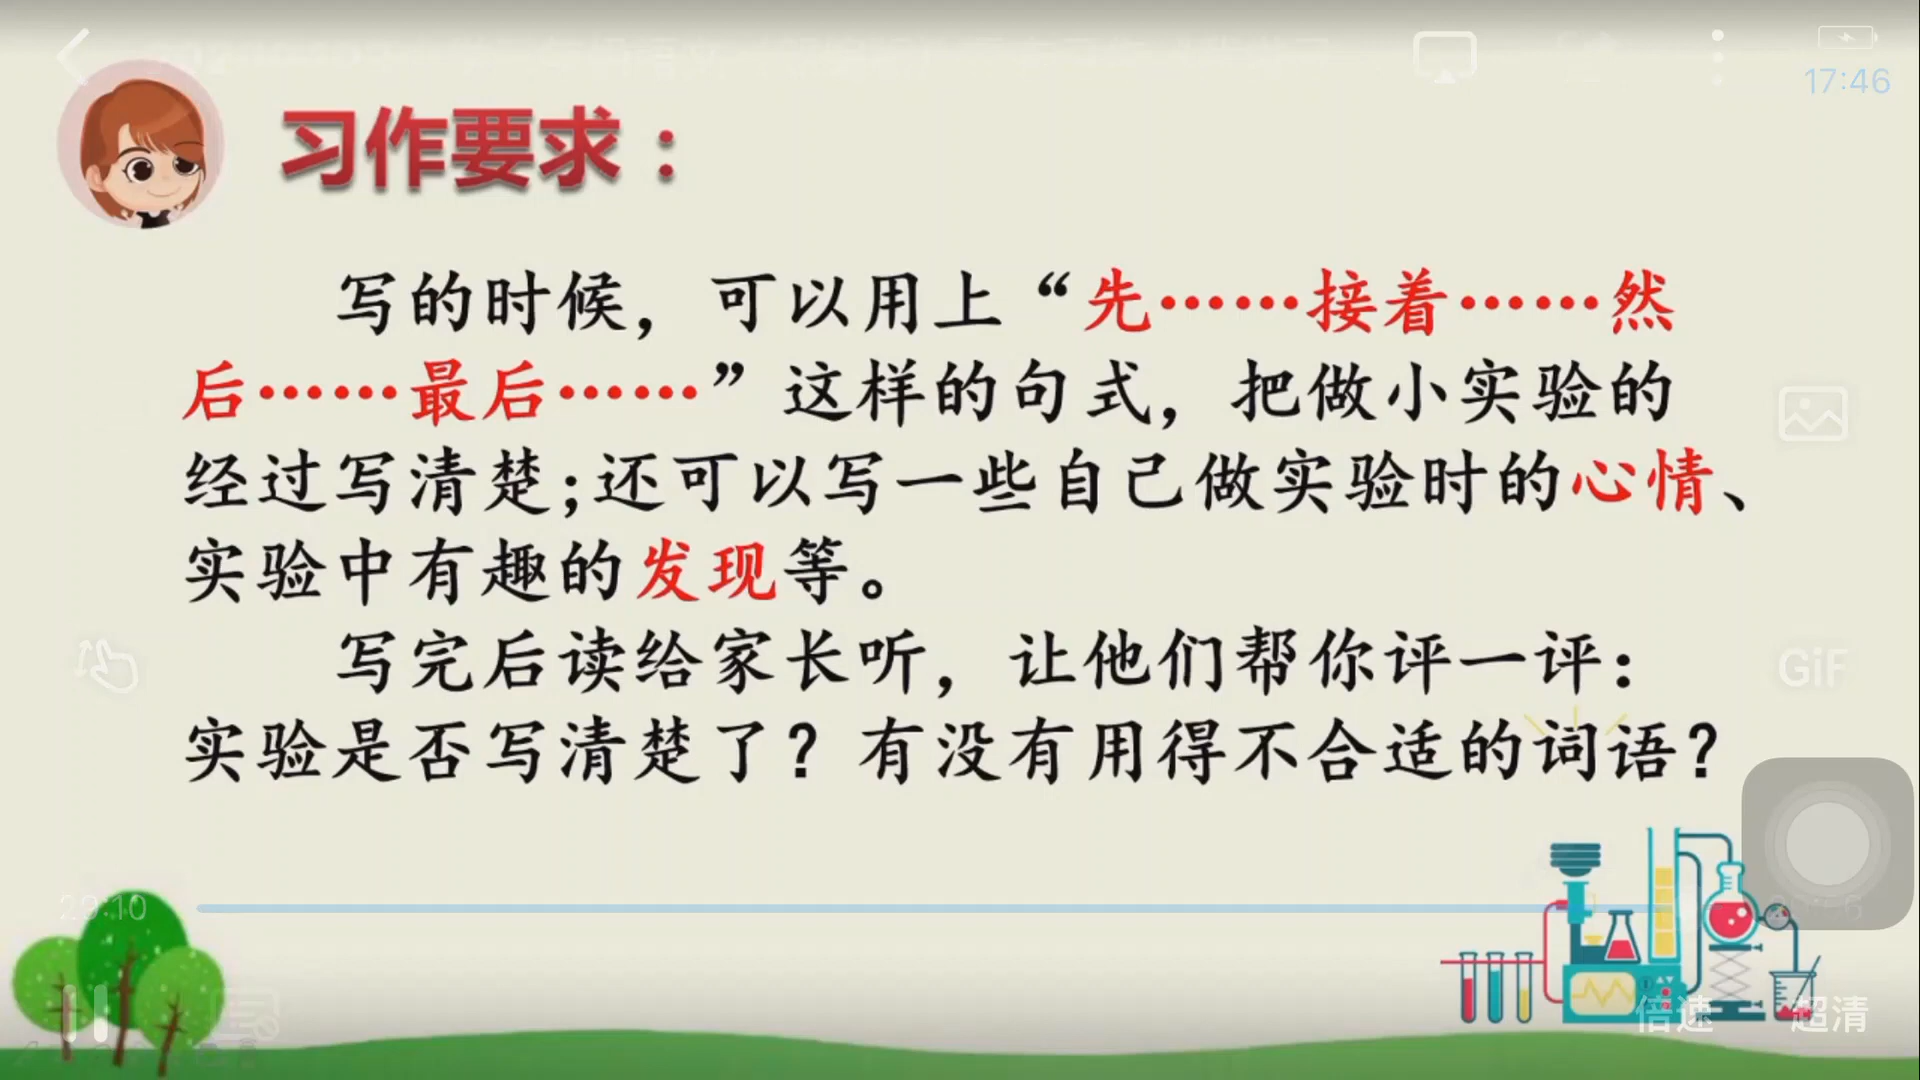 17:46
习作要求：
写的时候，可以用上“先……接着……然
后……最后……”这样的句式，把做小实验的
经过写清楚;还可以写一些自己做实验时的心情、
实验中有趣的发现等。
写完后读给家长听，让他们帮你评一评：
GiF
实验是否写清楚了？有没有用得不合适的词语？
29:10
倍速
超清